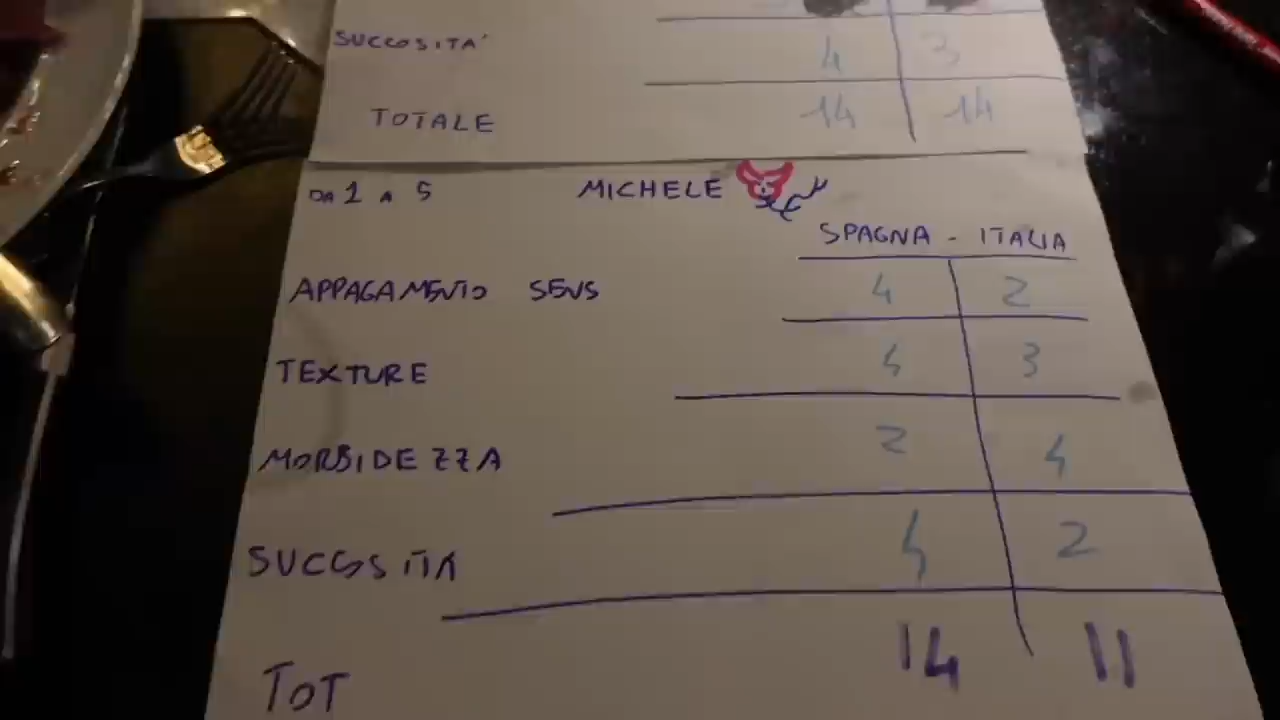 SUCCOSITA' 4 3
TOTALE 14 14
DA 1 A 5 MICHELE
SPAGNA - ITALIA
APPAGAMENTO SENS 4 2
TEXTURE 4 3
MORBIDEZZA 2 4
SUCCOSITÀ 4 2
TOT 14 11